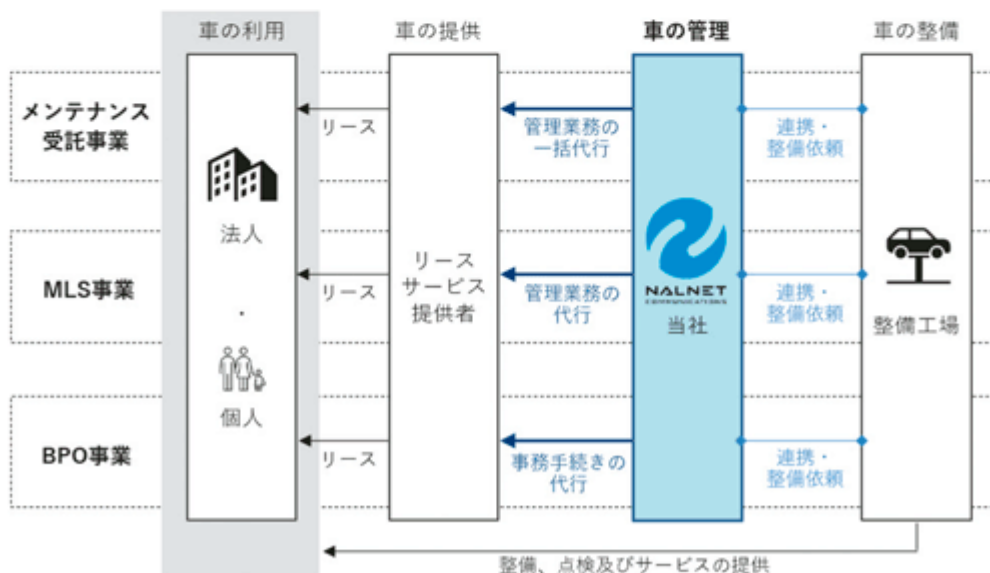 車の利用
車の提供
車の管理
車の整備
メンテナンス
受託事業
リース
管理業務の
一括代行
連携・
整備依頼
法人
MLS事業
・
リース
リース
サービス
提供者
管理業務の
代行
NALNET
COMMUNICATIONS
当社
連携・
整備依頼
整備工場
個人
BPO事業
リース
事務手続きの
代行
連携・
整備依頼
整備、点検及びサービスの提供